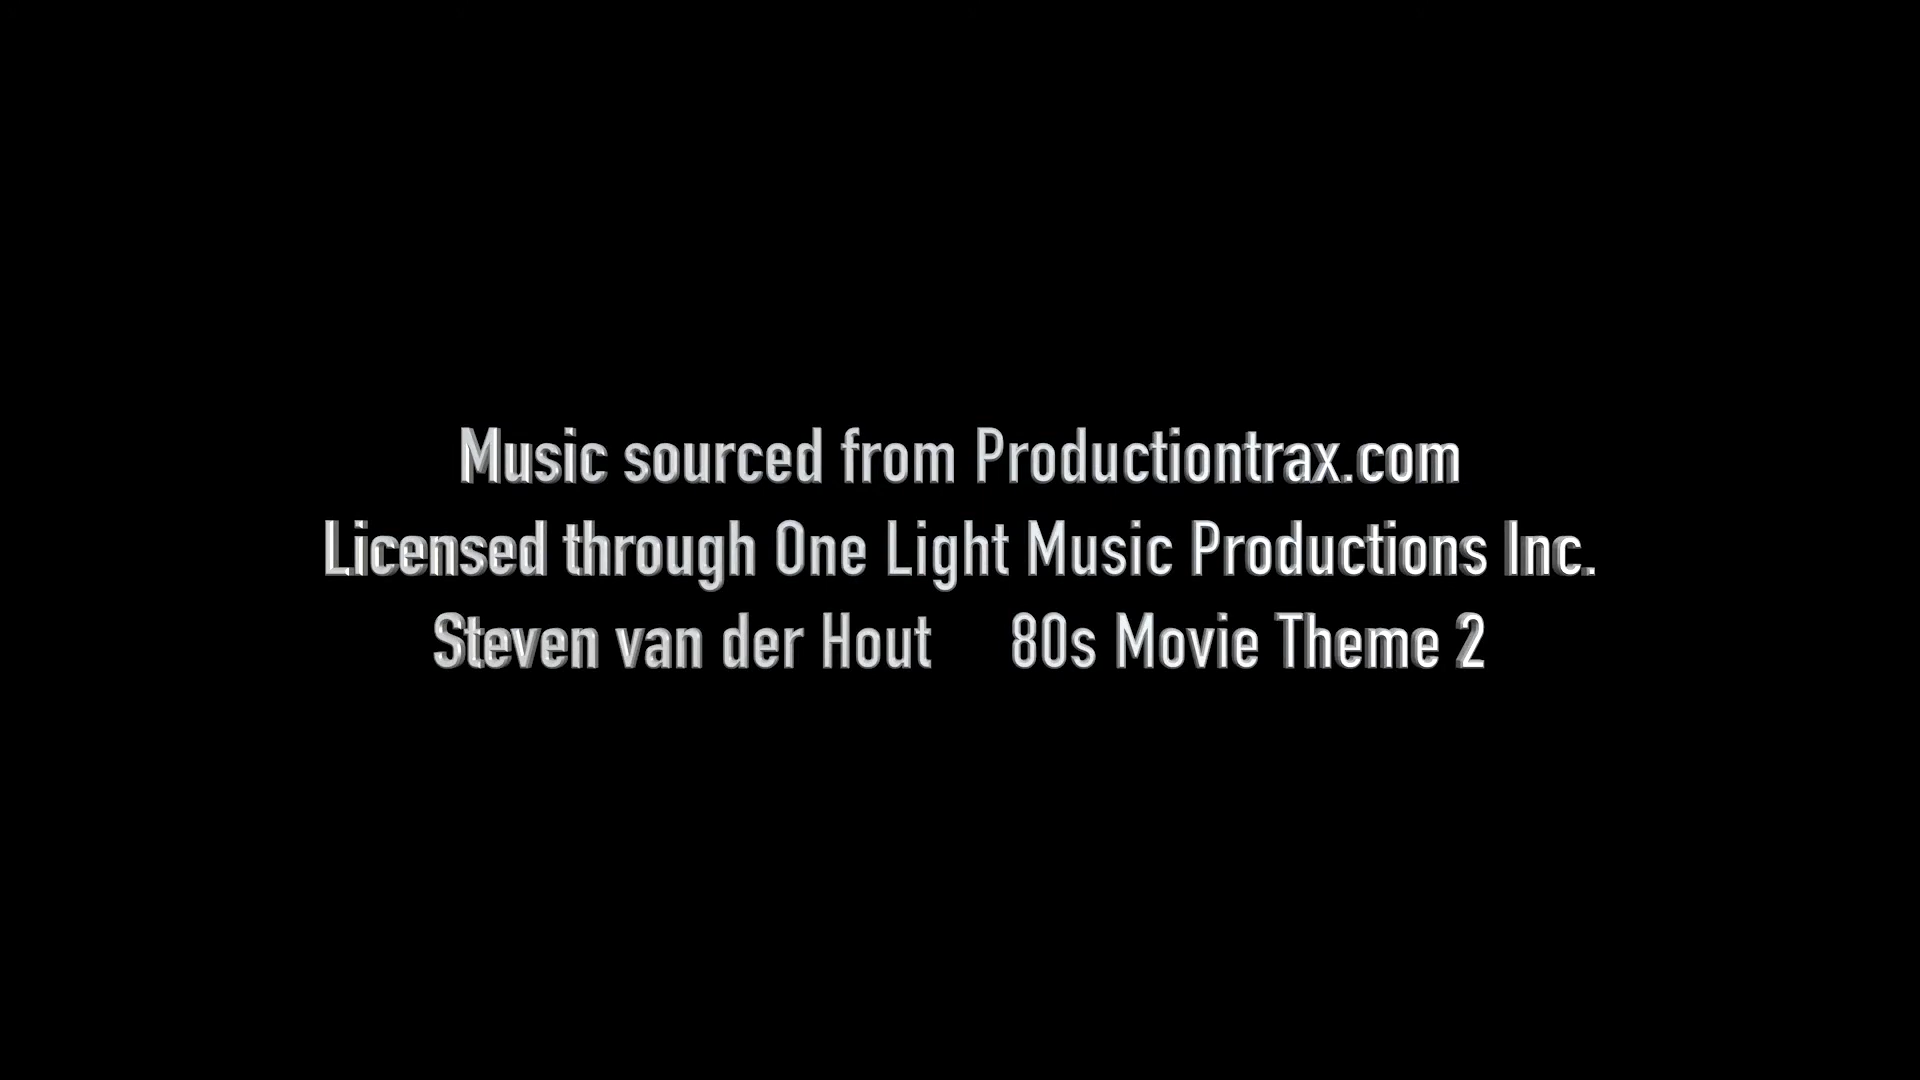 Music sourced from Productiontrax.com
Licensed through One Light Music Productions Inc.
Steven van der Hout 80s Movie Theme 2